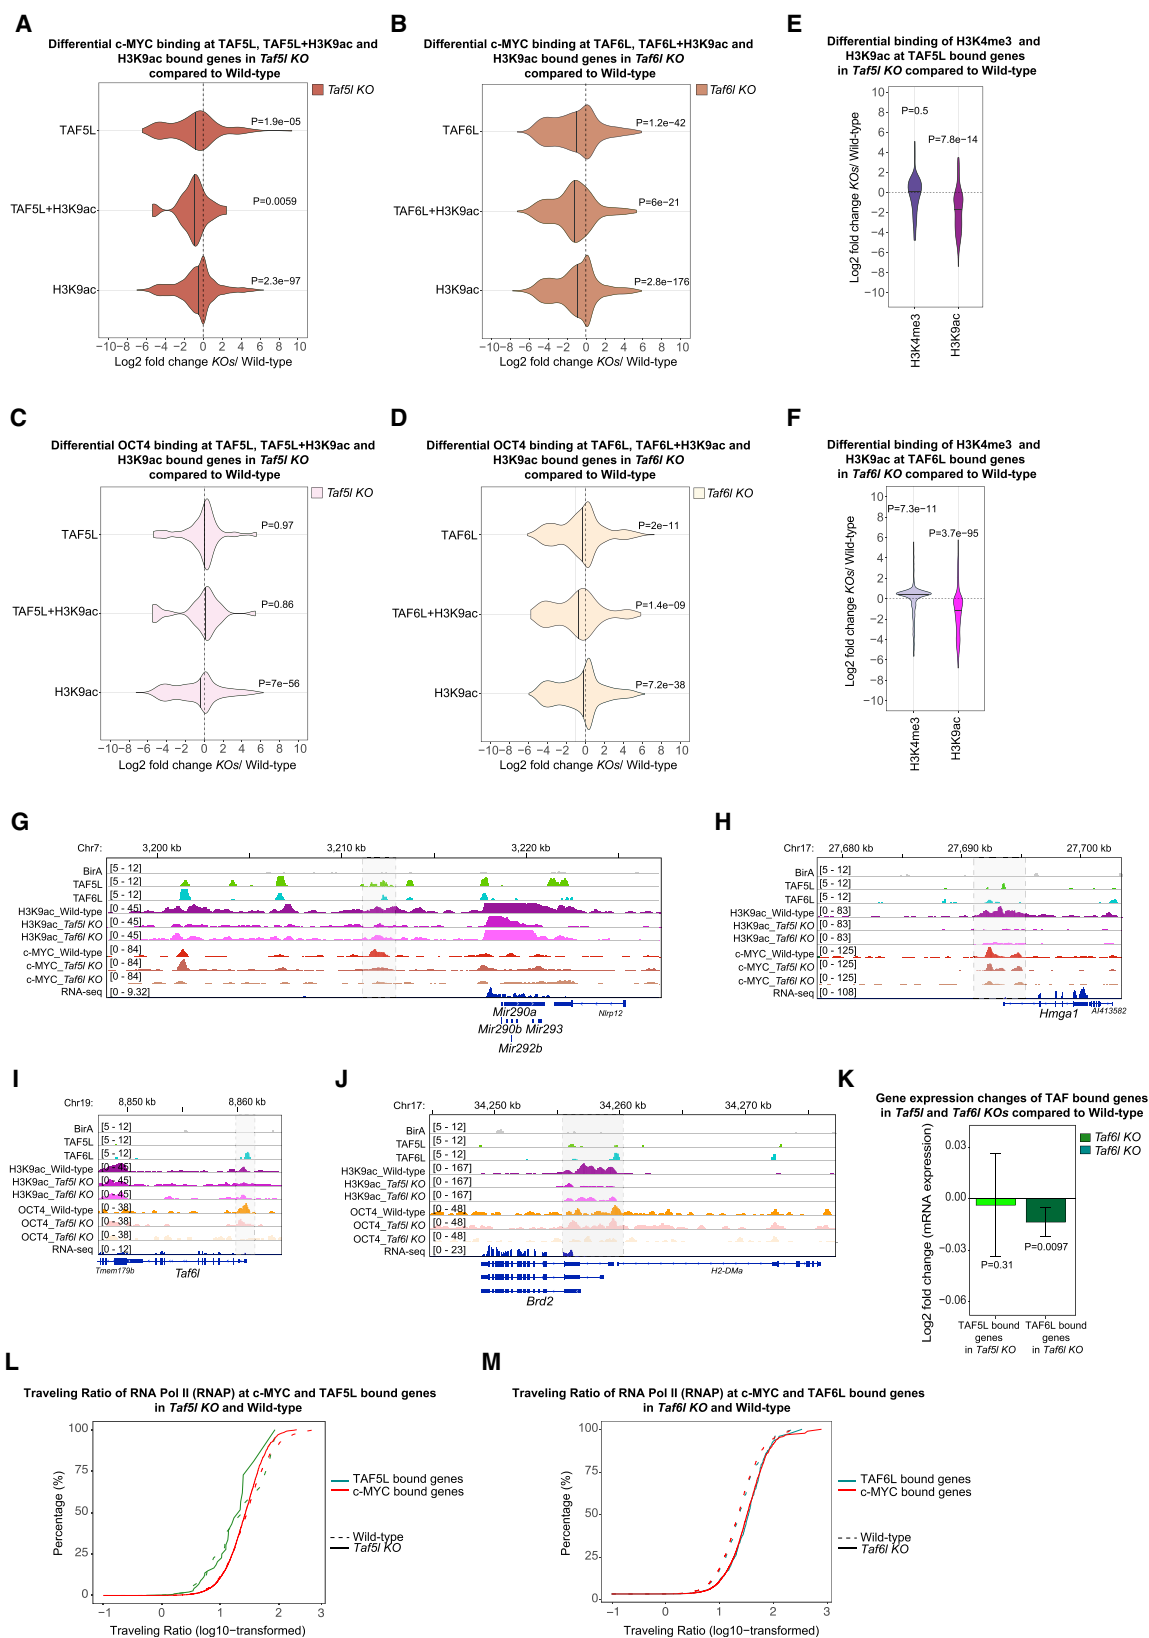 A
Differential c-MYC binding at TAF5L, TAF5L+H3K9ac and
H3K9ac bound genes in Taf5l KO
compared to Wild-type
Taf5l KO
TAF5L
P=1.9e−05
TAF5L+H3K9ac
P=0.0059
H3K9ac
P=2.3e−97
−10 −8 −6 −4 −2 0 2 4 6 8 10
Log2 fold change KOs/ Wild-type
B
Differential c-MYC binding at TAF6L, TAF6L+H3K9ac and
H3K9ac bound genes in Taf6l KO
compared to Wild-type
Taf6l KO
TAF6L
P=1.2e−42
TAF6L+H3K9ac
P=6e−21
H3K9ac
P=2.8e−176
−10 −8 −6 −4 −2 0 2 4 6 8 10
Log2 fold change KOs/ Wild-type
E
Differential binding of H3K4me3 and
H3K9ac at TAF5L bound genes
in Taf5l KO compared to Wild-type
Log2 fold change KOs/ Wild-type
10
8
6
4
2
0
−2
−4
−6
−8
−10
P=0.5
P=7.8e−14
H3K4me3
H3K9ac
C
Differential OCT4 binding at TAF5L, TAF5L+H3K9ac and
H3K9ac bound genes in Taf5l KO
compared to Wild-type
Taf5l KO
TAF5L
P=0.97
TAF5L+H3K9ac
P=0.86
H3K9ac
P=7e−56
−10 −8 −6 −4 −2 0 2 4 6 8 10
Log2 fold change KOs/ Wild-type
D
Differential OCT4 binding at TAF6L, TAF6L+H3K9ac and
H3K9ac bound genes in Taf6l KO
compared to Wild-type
Taf6l KO
TAF6L
P=2e−11
TAF6L+H3K9ac
P=1.4e−09
H3K9ac
P=7.2e−38
−10 −8 −6 −4 −2 0 2 4 6 8 10
Log2 fold change KOs/ Wild-type
F
Differential binding of H3K4me3 and
H3K9ac at TAF6L bound genes
in Taf6l KO compared to Wild-type
Log2 fold change KOs/ Wild-type
10
8
6
4
2
0
−2
−4
−6
−8
−10
P=7.3e−11
P=3.7e−95
H3K4me3
H3K9ac
G
Chr7: 3,200 kb 3,210 kb 3,220 kb
BirA [5 - 12]
TAF5L [5 - 12]
TAF6L [5 - 12]
H3K9ac_Wild-type [0 - 45]
H3K9ac_Taf5l KO [0 - 45]
H3K9ac_Taf6l KO [0 - 45]
c-MYC_Wild-type [0 - 84]
c-MYC_Taf5l KO [0 - 84]
c-MYC_Taf6l KO [0 - 84]
RNA-seq [0 - 9.32]
Mir290a Nlrp12
Mir290b Mir293
Mir292b
H
Chr17: 27,680 kb 27,690 kb 27,700 kb
BirA [5 - 12]
TAF5L [5 - 12]
TAF6L [5 - 12]
H3K9ac_Wild-type [0 - 83]
H3K9ac_Taf5l KO [0 - 83]
H3K9ac_Taf6l KO [0 - 83]
c-MYC_Wild-type [0 - 125]
c-MYC_Taf5l KO [0 - 125]
c-MYC_Taf6l KO [0 - 125]
RNA-seq [0 - 108]
Hmga1 AI413582
I
Chr19: 8,850 kb 8,860 kb
BirA [5 - 12]
TAF5L [5 - 12]
TAF6L [5 - 12]
H3K9ac_Wild-type [0 - 45]
H3K9ac_Taf5l KO [0 - 45]
H3K9ac_Taf6l KO [0 - 45]
OCT4_Wild-type [0 - 38]
OCT4_Taf5l KO [0 - 38]
OCT4_Taf6l KO [0 - 38]
RNA-seq [0 - 12]
Tmem179b Taf6l
J
Chr17: 34,250 kb 34,260 kb 34,270 kb
BirA [5 - 12]
TAF5L [5 - 12]
TAF6L [5 - 12]
H3K9ac_Wild-type [0 - 167]
H3K9ac_Taf5l KO [0 - 167]
H3K9ac_Taf6l KO [0 - 167]
OCT4_Wild-type [0 - 48]
OCT4_Taf5l KO [0 - 48]
OCT4_Taf6l KO [0 - 48]
RNA-seq [0 - 23]
H2-DMa
Brd2
K
Gene expression changes of TAF bound genes
in Taf5l and Taf6l KOs compared to Wild-type
Taf6l KO
Taf6l KO
Log2 fold change (mRNA expression)
0.03
0.00
−0.03
−0.06
P=0.31
P=0.0097
TAF5L bound
genes
in Taf5l KO
TAF6L bound
genes
in Taf6l KO
L
Traveling Ratio of RNA Pol II (RNAP) at c-MYC and TAF5L bound genes
in Taf5l KO and Wild-type
Percentage (%)
100
75
50
25
0
−1 0 1 2 3
Traveling Ratio (log10−transformed)
TAF5L bound genes
c-MYC bound genes
Wild-type
Taf5l KO
M
Traveling Ratio of RNA Pol II (RNAP) at c-MYC and TAF6L bound genes
in Taf6l KO and Wild-type
Percentage (%)
100
75
50
25
0
−1 0 1 2 3
Traveling Ratio (log10−transformed)
TAF6L bound genes
c-MYC bound genes
Wild-type
Taf6l KO